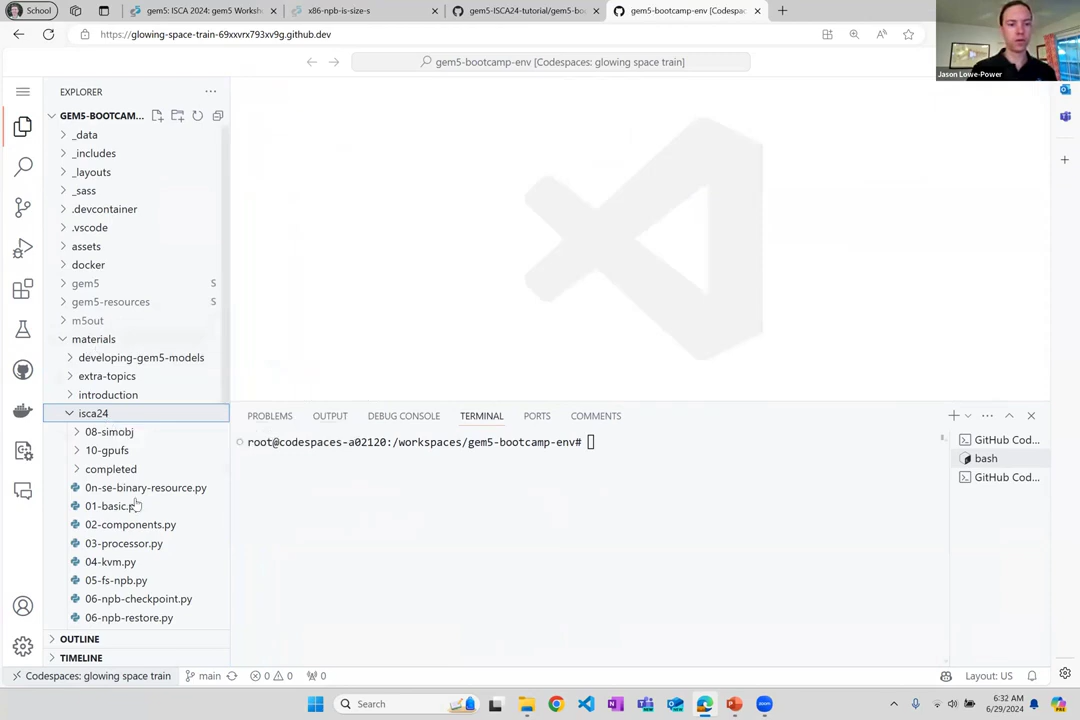 School
gem5: ISCA 2024: gem5 Worksh
x86-npb-is-size-s
gem5-ISCA24-tutorial/gem5-bo
gem5-bootcamp-env [Codespac
https://glowing-space-train-69xxvrx793xv9g.github.dev
gem5-bootcamp-env [Codespaces: glowing space train]
Jason Lowe-Power
EXPLORER
GEM5-BOOTCAM...
_data
_includes
_layouts
_sass
.devcontainer
.vscode
assets
docker
gem5 S
gem5-resources S
m5out
materials
developing-gem5-models
extra-topics
introduction
isca24
08-simobj
10-gpufs
completed
0n-se-binary-resource.py
01-basic.py
02-components.py
03-processor.py
04-kvm.py
05-fs-npb.py
06-npb-checkpoint.py
06-npb-restore.py
OUTLINE
TIMELINE
PROBLEMS OUTPUT DEBUG CONSOLE TERMINAL PORTS COMMENTS
root@codespaces-a02120:/workspaces/gem5-bootcamp-env#
GitHub Cod...
bash
GitHub Cod...
Codespaces: glowing space train main 0 0 0 Layout: US
Search
6:32 AM
6/29/2024